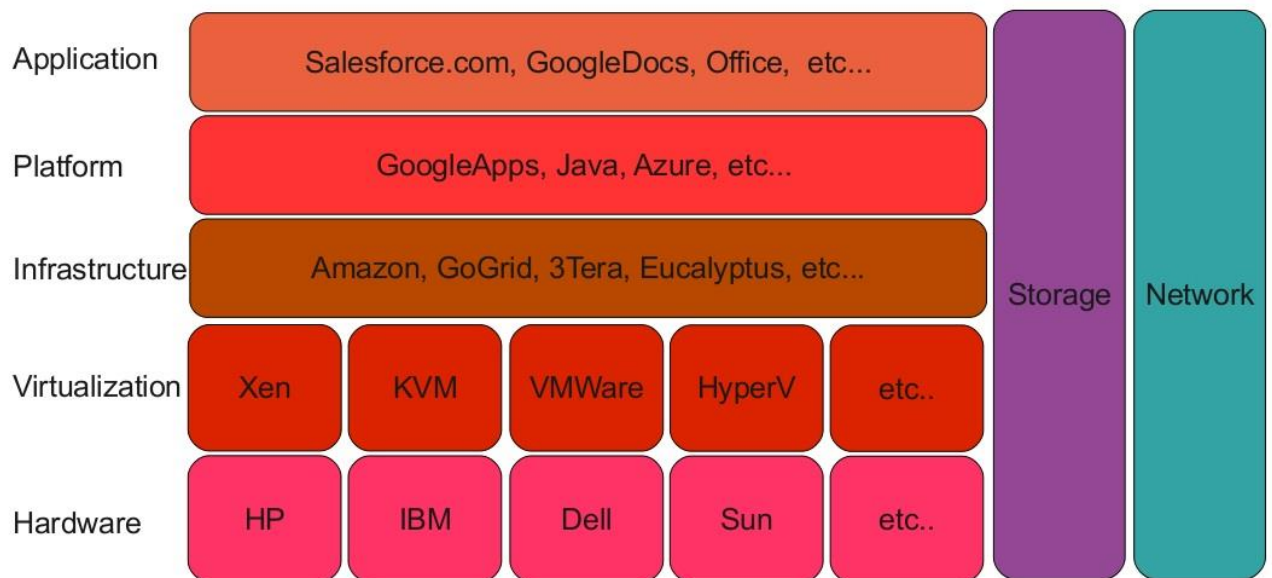 Application
Salesforce.com, GoogleDocs, Office, etc...
Platform
GoogleApps, Java, Azure, etc...
Infrastructure
Amazon, GoGrid, 3Tera, Eucalyptus, etc...
Storage
Network
Virtualization
Xen
KVM
VMWare
HyperV
etc..
Hardware
HP
IBM
Dell
Sun
etc..